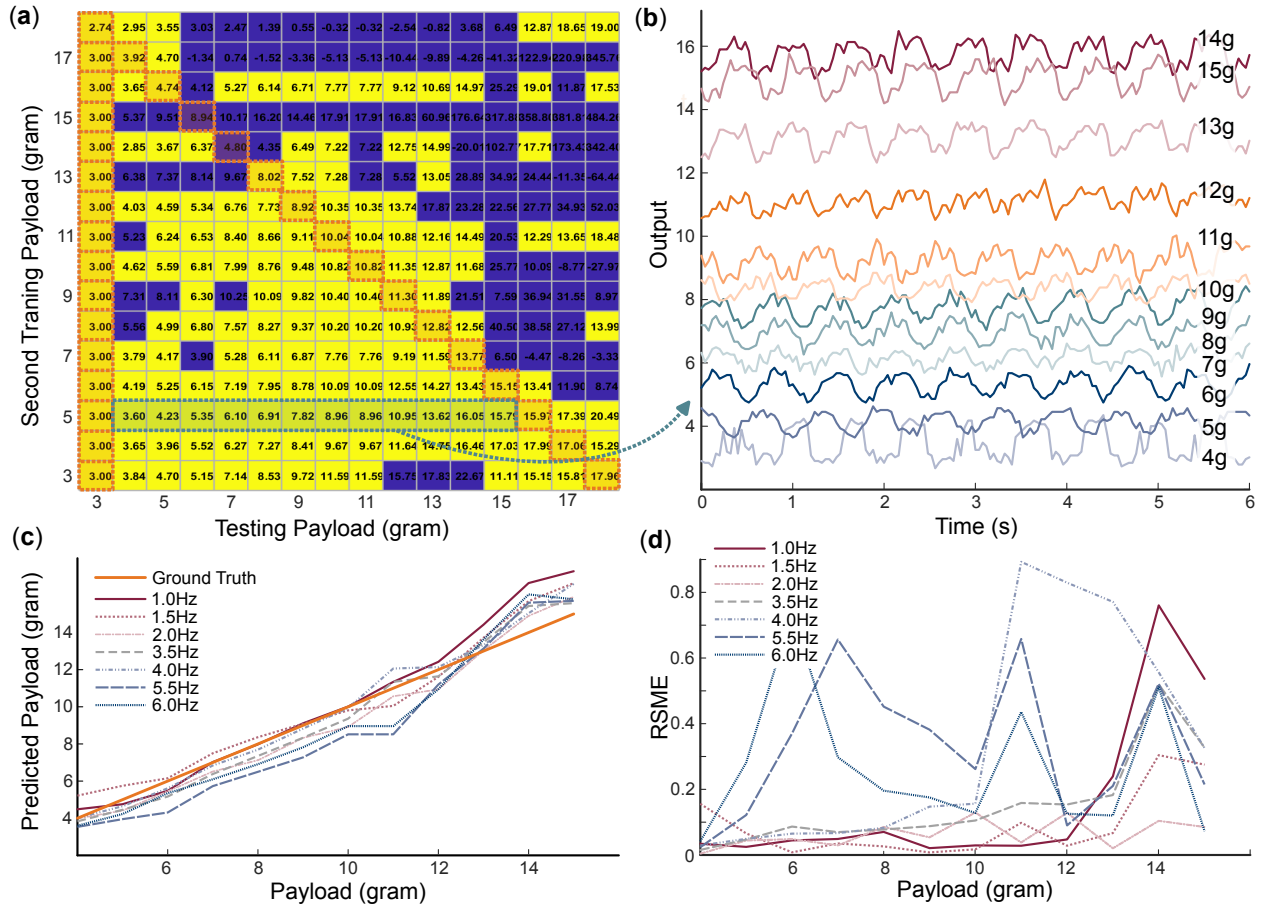 (a)
2.74 2.95 3.55 3.03 2.47 1.39 0.55 -0.32 -0.32 -2.54 -0.82 3.68 6.49 12.87 18.65 19.00
17 3.00 3.92 4.70 -1.34 0.74 -1.52 -3.36 -5.13 -5.13 -10.44 -9.89 -4.26 -41.32 122.94 220.98 345.76
3.00 3.65 4.74 4.12 5.27 6.14 6.71 7.77 7.77 9.12 10.69 14.97 25.29 19.01 11.87 17.53
15 3.00 5.37 9.51 8.94 10.17 16.20 14.46 17.91 17.91 16.83 60.96 176.64 317.88 358.80 381.81 484.26
3.00 2.85 3.67 6.37 4.80 4.35 6.49 7.22 7.22 12.75 14.99 -20.01 102.77 17.71 173.43 342.40
13 3.00 6.38 7.37 8.14 9.67 8.02 7.52 7.28 7.28 5.52 13.05 28.89 34.92 24.44 -11.35 -64.44
3.00 4.03 4.59 5.34 6.76 7.73 8.92 10.35 10.35 13.74 17.87 23.28 22.56 27.77 34.93 52.03
11 3.00 5.23 6.24 6.53 8.40 8.66 9.11 10.04 10.04 10.88 12.16 14.49 20.53 12.29 13.65 18.48
3.00 4.62 5.59 6.81 7.99 8.76 9.48 10.82 10.82 11.35 12.87 11.68 25.77 10.09 -8.77 -27.97
9 3.00 7.31 8.11 6.30 10.25 10.09 9.82 10.40 10.40 11.30 11.89 21.51 7.59 36.94 31.55 8.97
3.00 5.56 4.99 6.80 7.57 8.27 9.37 10.20 10.20 10.93 12.82 12.56 40.50 38.58 27.12 13.99
7 3.00 3.79 4.17 3.90 5.28 6.11 6.87 7.76 7.76 9.19 11.59 13.77 6.50 -4.47 -8.26 -3.33
3.00 4.19 5.25 6.15 7.19 7.95 8.78 10.09 10.09 12.55 14.27 13.43 15.15 13.41 11.90 8.74
5 3.00 3.60 4.23 5.35 6.10 6.91 7.82 8.96 8.96 10.95 13.62 16.05 15.79 15.97 17.39 20.49
3.00 3.65 3.96 5.52 6.27 7.27 8.41 9.67 9.67 11.64 14.75 16.46 17.03 17.99 17.06 15.29
3 3.00 3.84 4.70 5.15 7.14 8.53 9.72 11.59 11.59 15.75 17.83 22.67 11.11 15.15 15.81 17.96
3 5 7 9 11 13 15 17
Testing Payload (gram)
Second Traning Payload (gram)
(b)
16
14
12
10
8
6
4
0 1 2 3 4 5 6
Time (s)
Output
14g
15g
13g
12g
11g
10g
9g
8g
7g
6g
5g
4g
(c)
Ground Truth
1.0Hz
1.5Hz
2.0Hz
3.5Hz
4.0Hz
5.5Hz
6.0Hz
14
12
10
8
6
4
6 8 10 12 14
Payload (gram)
Predicted Payload (gram)
(d)
1.0Hz
1.5Hz
2.0Hz
3.5Hz
4.0Hz
5.5Hz
6.0Hz
0.8
0.6
0.4
0.2
0
6 8 10 12 14
Payload (gram)
RSME